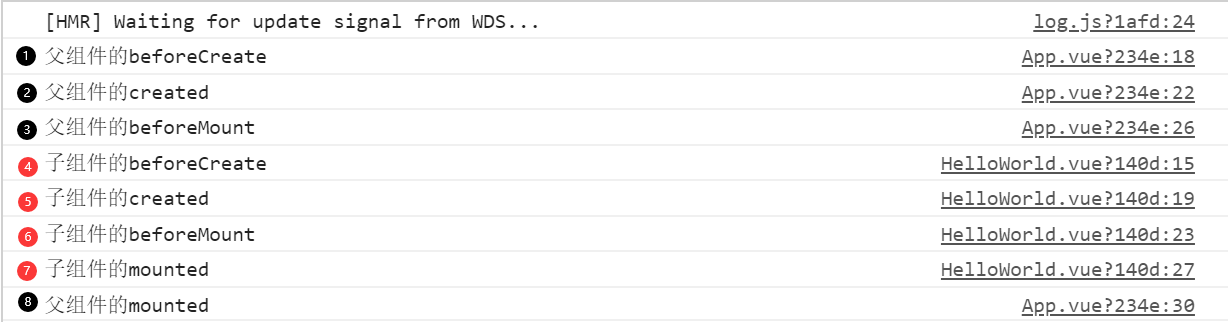 [HMR] Waiting for update signal from WDS... log.js?1afd:24
1 父组件的beforeCreate App.vue?234e:18
2 父组件的created App.vue?234e:22
3 父组件的beforeMount App.vue?234e:26
4 子组件的beforeCreate HelloWorld.vue?140d:15
5 子组件的created HelloWorld.vue?140d:19
6 子组件的beforeMount HelloWorld.vue?140d:23
7 子组件的mounted HelloWorld.vue?140d:27
8 父组件的mounted App.vue?234e:30